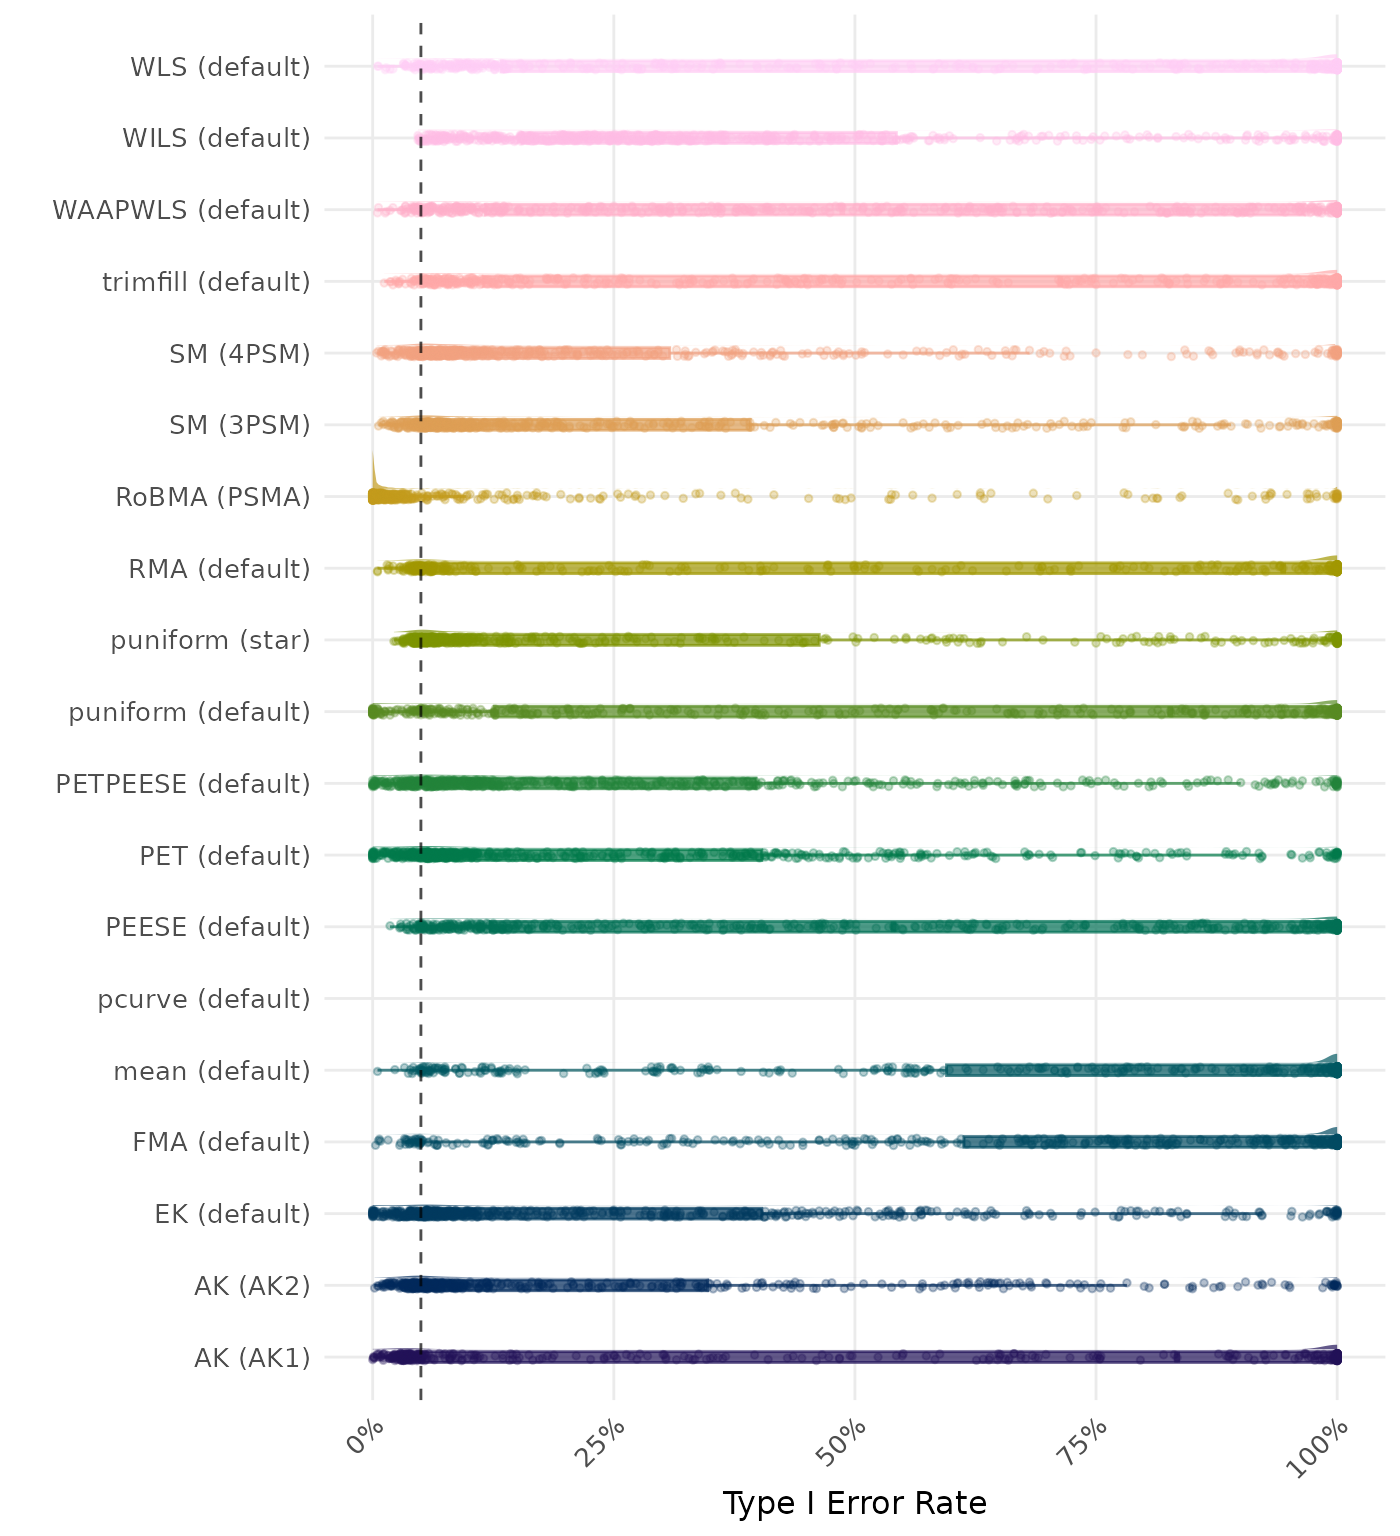 WLS (default)
WILS (default)
WAAPWLS (default)
trimfill (default)
SM (4PSM)
SM (3PSM)
RoBMA (PSMA)
RMA (default)
puniform (star)
puniform (default)
PETPEESE (default)
PET (default)
PEESE (default)
pcurve (default)
mean (default)
FMA (default)
EK (default)
AK (AK2)
AK (AK1)
0% 25% 50% 75% 100%
Type I Error Rate